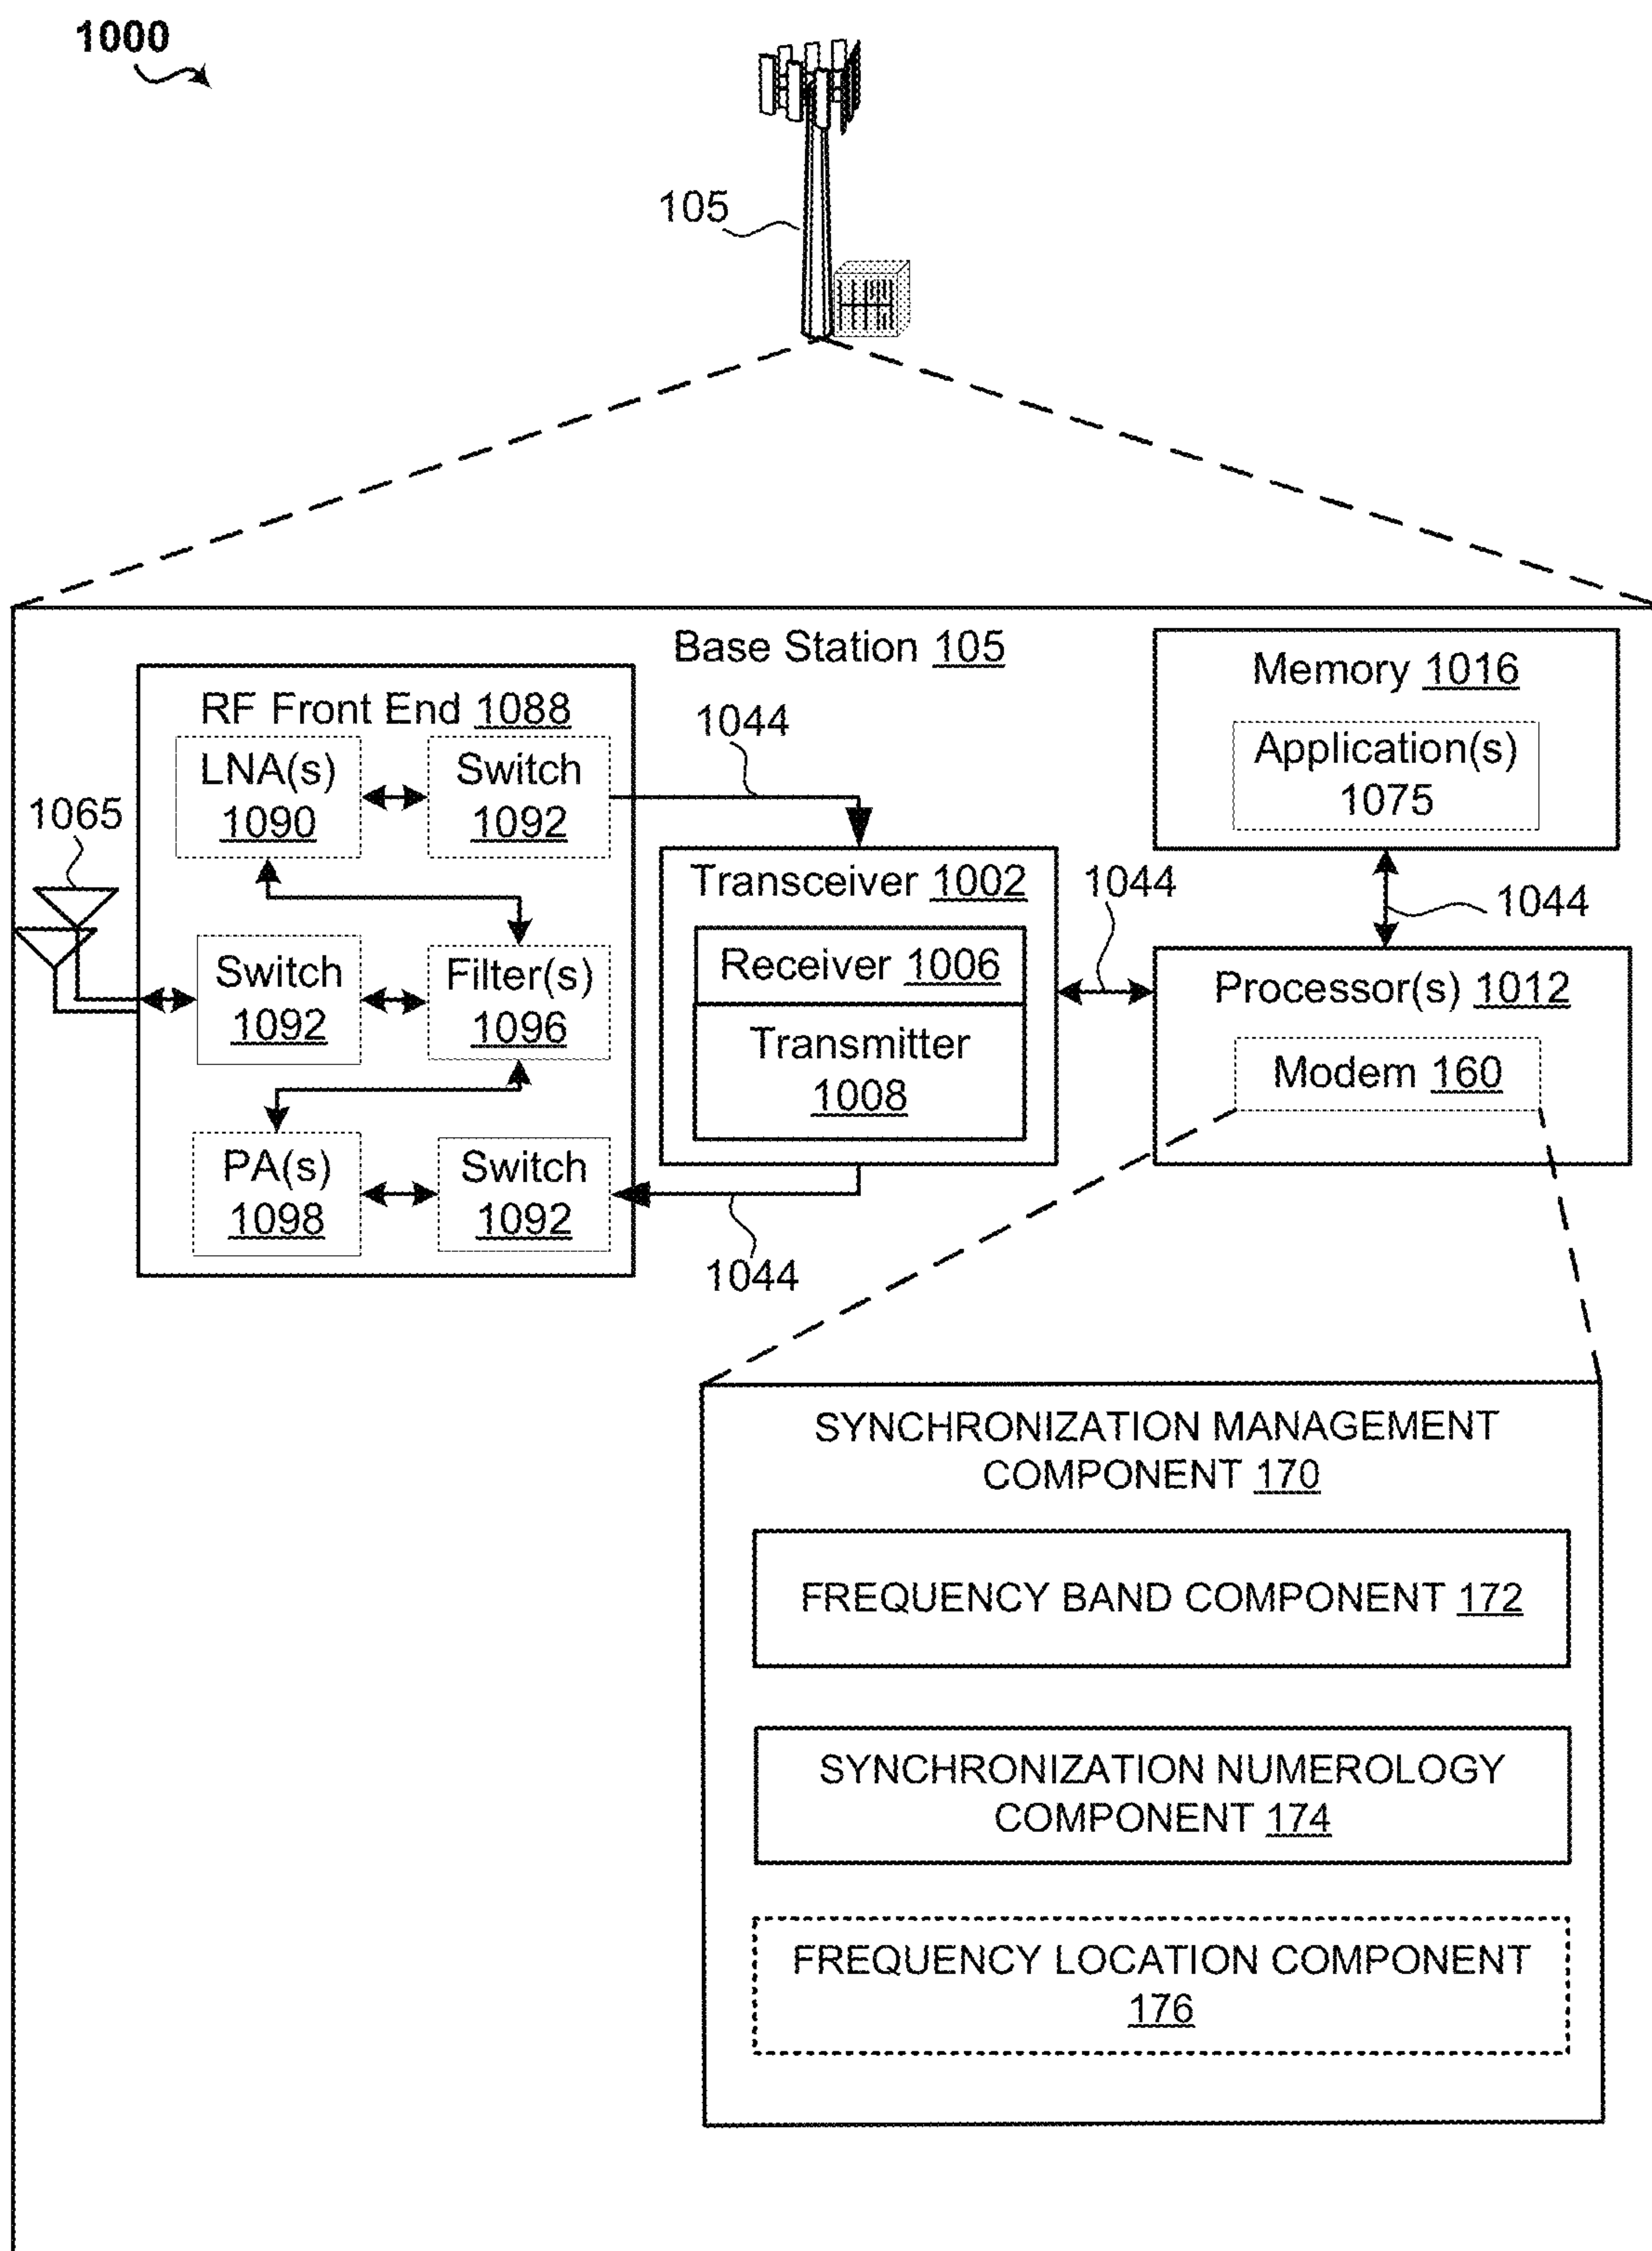 1000
105
Base Station 105
RF Front End 1088
LNA(s)
1090
Switch
1092
1044
1065
Switch
1092
Filter(s)
1096
PA(s)
1098
Switch
1092
1044
Transceiver 1002
Receiver 1006
Transmitter
1008
1044
Memory 1016
Application(s)
1075
1044
Processor(s) 1012
Modem 160
SYNCHRONIZATION MANAGEMENT
COMPONENT 170
FREQUENCY BAND COMPONENT 172
SYNCHRONIZATION NUMEROLOGY
COMPONENT 174
FREQUENCY LOCATION COMPONENT
176